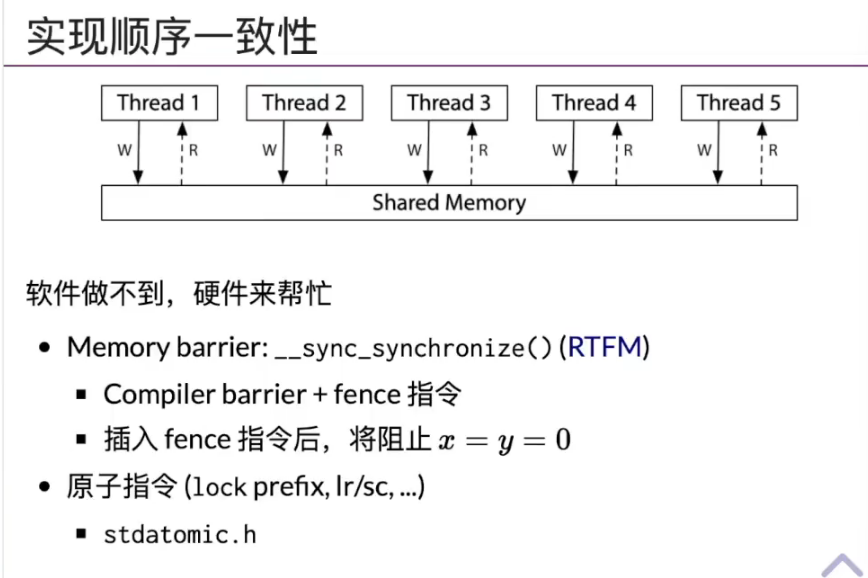 实现顺序一致性
Thread 1 Thread 2 Thread 3 Thread 4 Thread 5
W R W R W R W R W R
Shared Memory
软件做不到，硬件来帮忙
• Memory barrier: __sync_synchronize() (RTFM)
▪ Compiler barrier + fence 指令
▪ 插入 fence 指令后，将阻止 x = y = 0
• 原子指令 (lock prefix, lr/sc, ...)
▪ stdatomic.h